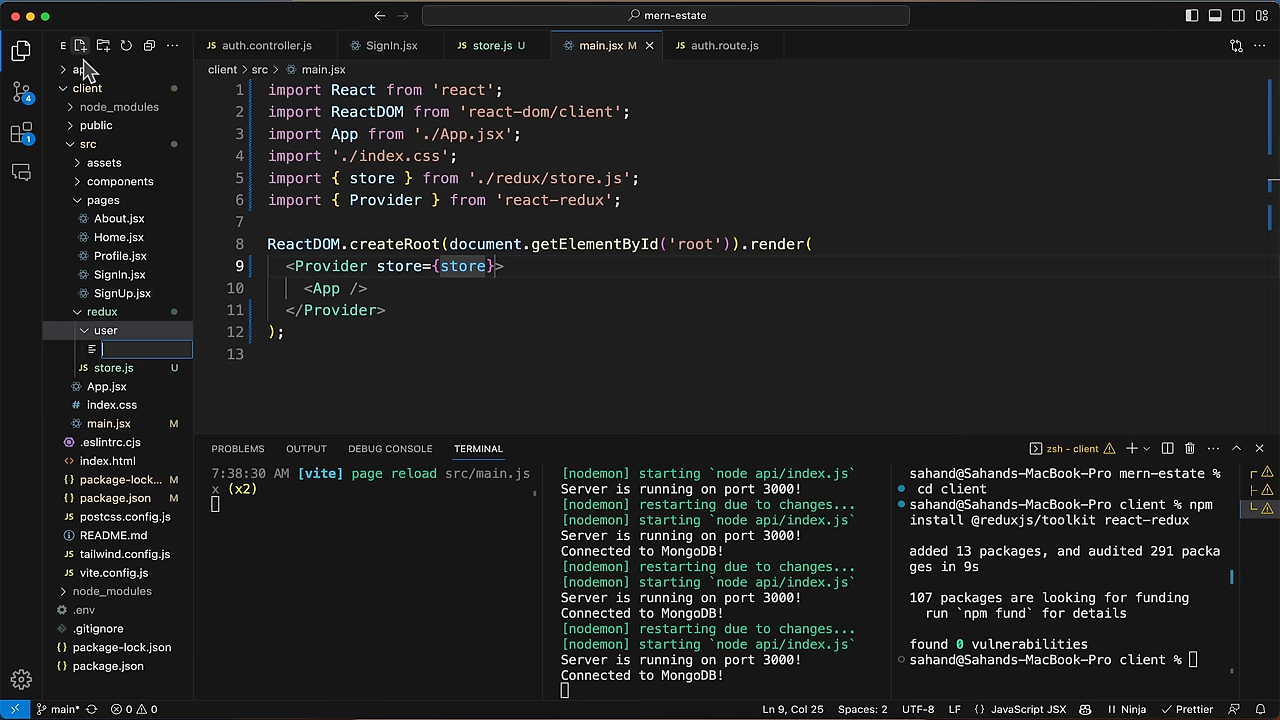 mern-estate
E
JS auth.controller.js
SignIn.jsx
JS store.js U
main.jsx M
JS auth.route.js
client > src > main.jsx
client
node_modules
public
src
assets
components
pages
About.jsx
Home.jsx
Profile.jsx
SignIn.jsx
SignUp.jsx
redux
user
JS store.js U
App.jsx
# index.css
main.jsx M
.eslintrc.cjs
<> index.html
{} package-lock... M
{} package.json M
JS postcss.config.js
README.md
JS tailwind.config.js
JS vite.config.js
node_modules
.env
.gitignore
{} package-lock.json
{} package.json
4
1
1 import React from 'react';
2 import ReactDOM from 'react-dom/client';
3 import App from './App.jsx';
4 import './index.css';
5 import { store } from './redux/store.js';
6 import { Provider } from 'react-redux';
7
8 ReactDOM.createRoot(document.getElementById('root')).render(
9 <Provider store={store}>
10 <App />
11 </Provider>
12 );
13
PROBLEMS OUTPUT DEBUG CONSOLE TERMINAL
zsh - client
7:38:30 AM [vite] page reload src/main.js
x (x2)
[nodemon] starting `node api/index.js`
Server is running on port 3000!
[nodemon] restarting due to changes...
[nodemon] starting `node api/index.js`
Server is running on port 3000!
Connected to MongoDB!
[nodemon] restarting due to changes...
[nodemon] starting `node api/index.js`
Server is running on port 3000!
Connected to MongoDB!
[nodemon] restarting due to changes...
[nodemon] starting `node api/index.js`
Server is running on port 3000!
Connected to MongoDB!
sahand@Sahands-MacBook-Pro mern-estate %
cd client
sahand@Sahands-MacBook-Pro client % npm
install @reduxjs/toolkit react-redux
added 13 packages, and audited 291 packa
ges in 9s
107 packages are looking for funding
run `npm fund` for details
found 0 vulnerabilities
sahand@Sahands-MacBook-Pro client %
main* 0 0 Ln 9, Col 25 Spaces: 2 UTF-8 LF {} JavaScript JSX Ninja Prettier